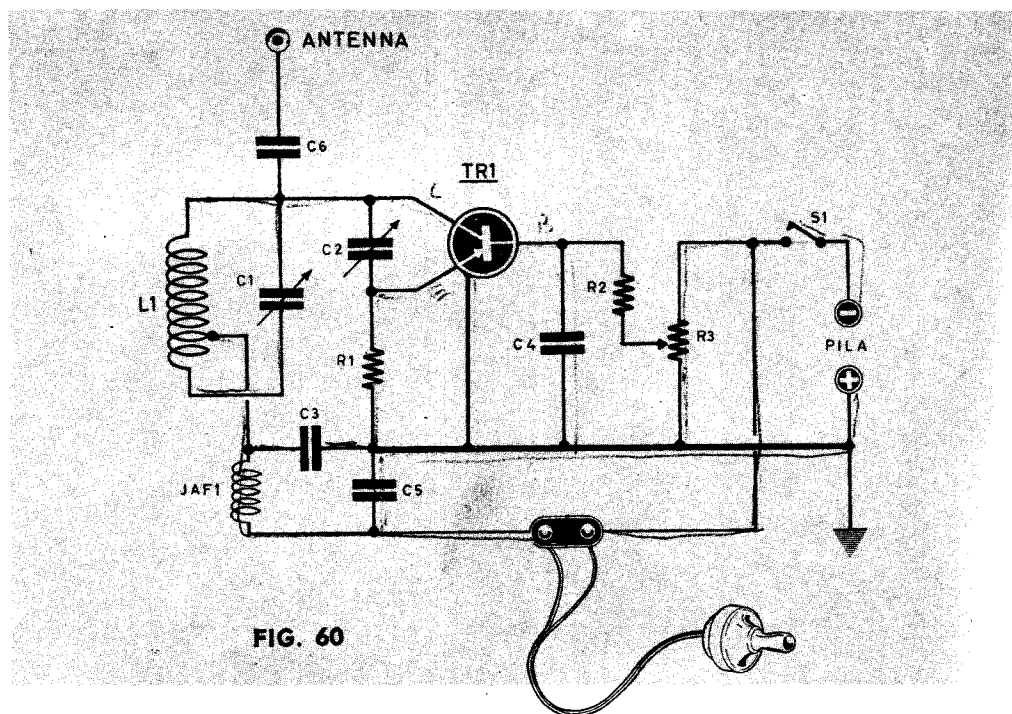 ANTENNA
C6
TR1
S1
C2
C1
L1
R2
R3
C4
PILA
R1
C3
JAF1
C5
FIG. 60